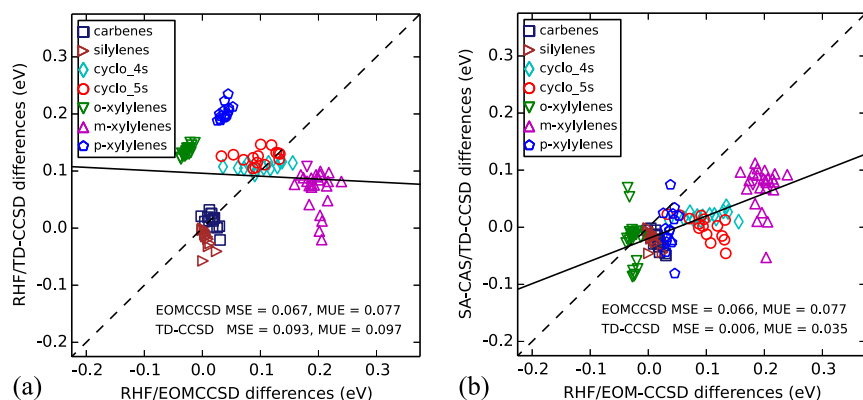 carbenes
silylenes
cyclo_4s
cyclo_5s
o-xylylenes
m-xylylenes
p-xylylenes
0.3
0.2
0.1
0.0
-0.1
-0.2
RHF/TD-CCSD differences (eV)
EOMCCSD MSE = 0.067, MUE = 0.077
TD-CCSD MSE = 0.093, MUE = 0.097
-0.2 -0.1 0.0 0.1 0.2 0.3
(a) RHF/EOMCCSD differences (eV)
carbenes
silylenes
cyclo_4s
cyclo_5s
o-xylylenes
m-xylylenes
p-xylylenes
0.3
0.2
0.1
0.0
-0.1
-0.2
SA-CAS/TD-CCSD differences (eV)
EOMCCSD MSE = 0.066, MUE = 0.077
TD-CCSD MSE = 0.006, MUE = 0.035
-0.2 -0.1 0.0 0.1 0.2 0.3
(b) RHF/EOM-CCSD differences (eV)